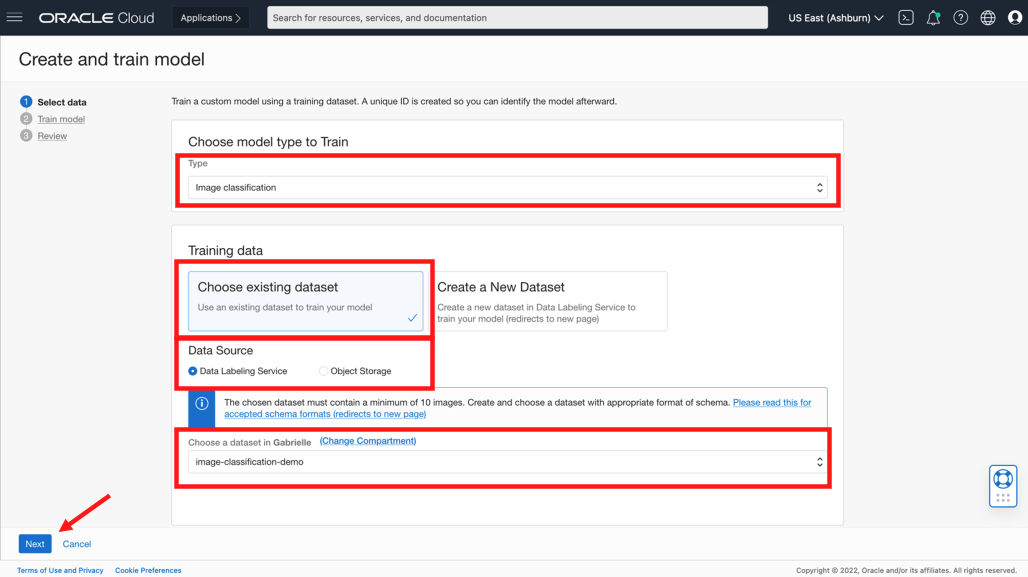 ORACLE Cloud
Applications
Search for resources, services, and documentation
US East (Ashburn)
Create and train model
1 Select data
2 Train model
3 Review
Train a custom model using a training dataset. A unique ID is created so you can identify the model afterward.
Choose model type to Train
Type
Image classification
Training data
Choose existing dataset
Use an existing dataset to train your model
Create a New Dataset
Create a new dataset in Data Labeling Service to
train your model (redirects to new page)
Data Source
Data Labeling Service
Object Storage
The chosen dataset must contain a minimum of 10 images. Create and choose a dataset with appropriate format of schema. Please read this for
accepted schema formats (redirects to new page)
Choose a dataset in Gabrielle (Change Compartment)
image-classification-demo
Next
Cancel
Terms of Use and Privacy
Cookie Preferences
Copyright © 2022, Oracle and/or its affiliates. All rights reserved.